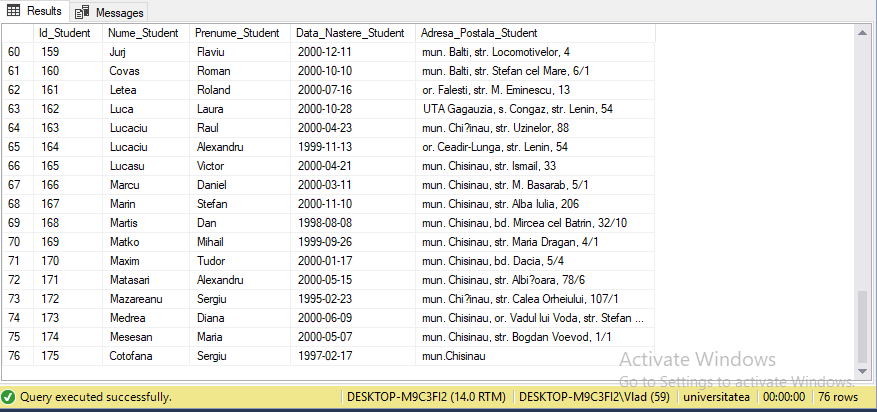 Results Messages
Id_Student Nume_Student Prenume_Student Data_Nastere_Student Adresa_Postala_Student
60 159 Jurj Flaviu 2000-12-11 mun. Balti, str. Locomotivelor, 4
61 160 Covas Roman 2000-10-10 mun. Balti, str. Stefan cel Mare, 6/1
62 161 Letea Roland 2000-07-16 or. Falesti, str. M. Eminescu, 13
63 162 Luca Laura 2000-10-28 UTA Gagauzia, s. Congaz, str. Lenin, 54
64 163 Lucaciu Raul 2000-04-23 mun. Chi?inau, str. Uzinelor, 88
65 164 Lucaciu Alexandru 1999-11-13 or. Ceadir-Lunga, str. Lenin, 54
66 165 Lucasu Victor 2000-04-21 mun. Chisinau, str. Ismail, 33
67 166 Marcu Daniel 2000-03-11 mun. Chisinau, str. M. Basarab, 5/1
68 167 Marin Stefan 2000-11-10 mun. Chisinau, str. Alba Iulia, 206
69 168 Martis Dan 1998-08-08 mun. Chisinau, bd. Mircea cel Batrin, 32/10
70 169 Matko Mihail 1999-09-26 mun. Chisinau, str. Maria Dragan, 4/1
71 170 Maxim Tudor 2000-01-17 mun. Chisinau, bd. Dacia, 5/4
72 171 Matasari Alexandru 2000-05-15 mun. Chisinau, str. Albi?oara, 78/6
73 172 Mazareanu Sergiu 1995-02-23 mun. Chi?inau, str. Calea Orheiului, 107/1
74 173 Medrea Diana 2000-06-09 mun. Chisinau, or. Vadul lui Voda, str. Stefan ...
75 174 Mesesan Maria 2000-05-07 mun. Chisinau, str. Bogdan Voevod, 1/1
76 175 Cotofana Sergiu 1997-02-17 mun.Chisinau
Activate Windows
Go to Settings to activate Windows.
Query executed successfully. DESKTOP-M9C3FI2 (14.0 RTM) DESKTOP-M9C3FI2\Vlad (59) universitatea 00:00:00 76 rows